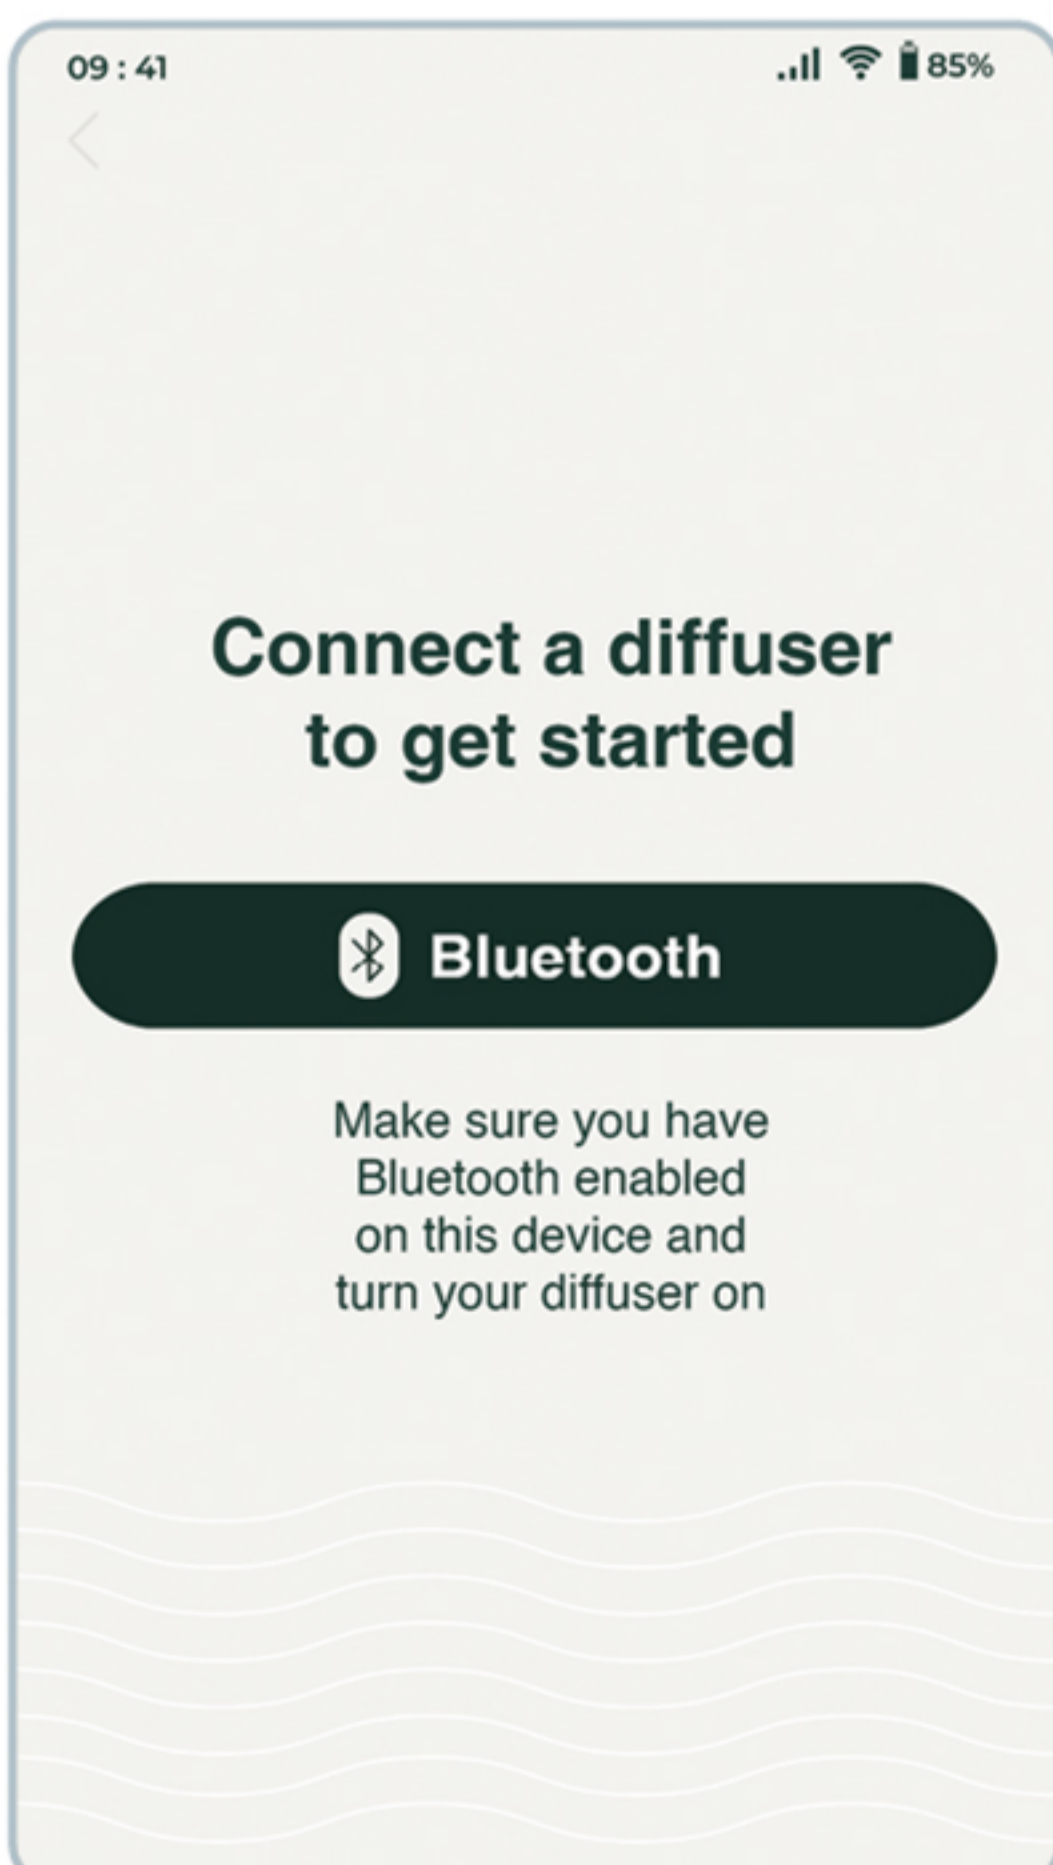 09 : 41 85%
Connect a diffuser
to get started
Bluetooth
Make sure you have
Bluetooth enabled
on this device and
turn your diffuser on